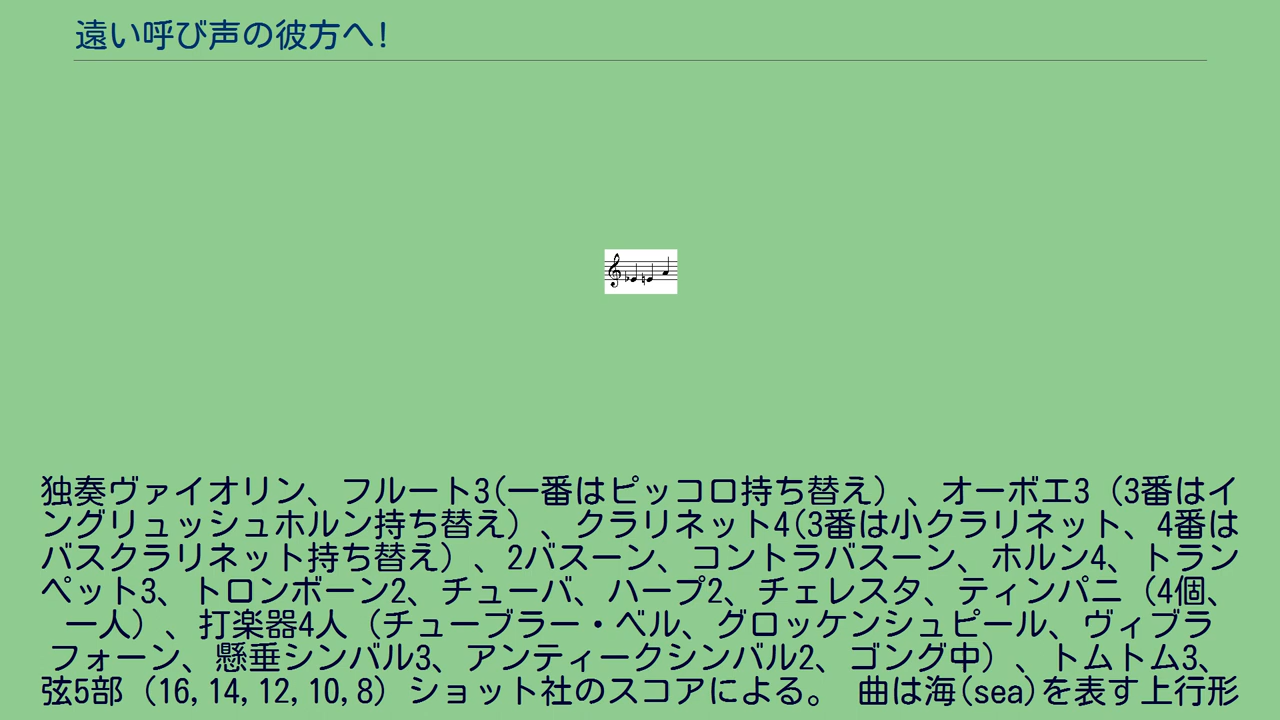 遠い呼び声の彼方へ!
独奏ヴァイオリン、フルート3(一番はピッコロ持ち替え）、オーボエ3（3番はイ
ングリュッシュホルン持ち替え）、クラリネット4(3番は小クラリネット、4番は
バスクラリネット持ち替え）、2バスーン、コントラバスーン、ホルン4、トラン
ペット3、トロンボーン2、チューバ、ハープ2、チェレスタ、ティンパニ（4個、
一人）、打楽器4人（チューブラー・ベル、グロッケンシュピール、ヴィブラ
フォーン、懸垂シンバル3、アンティークシンバル2、ゴング中）、トムトム3、
弦5部（16,14,12,10,8）ショット社のスコアによる。 曲は海(sea)を表す上行形